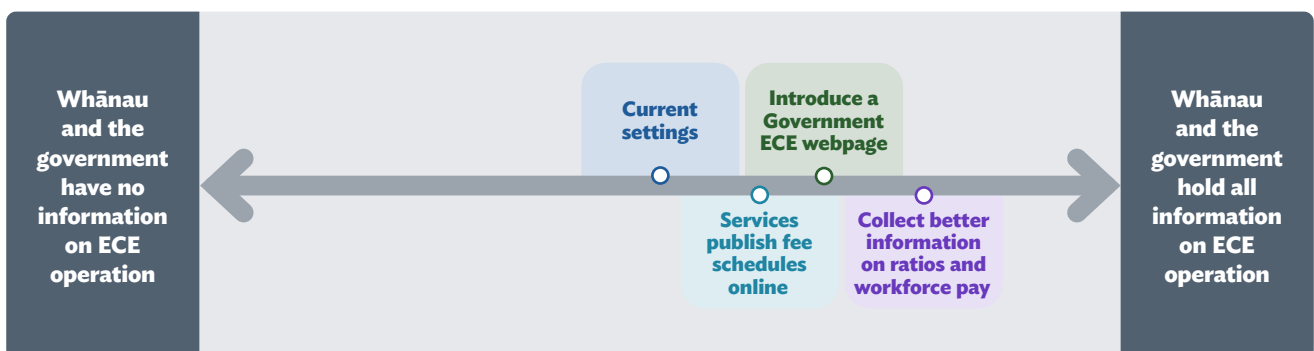 Whānau
and the
government
have no
information
on ECE
operation
Current
settings
Introduce a
Government
ECE webpage
Services
publish fee
schedules
online
Collect better
information
on ratios and
workforce pay
Whānau
and the
government
hold all
information
on ECE
operation